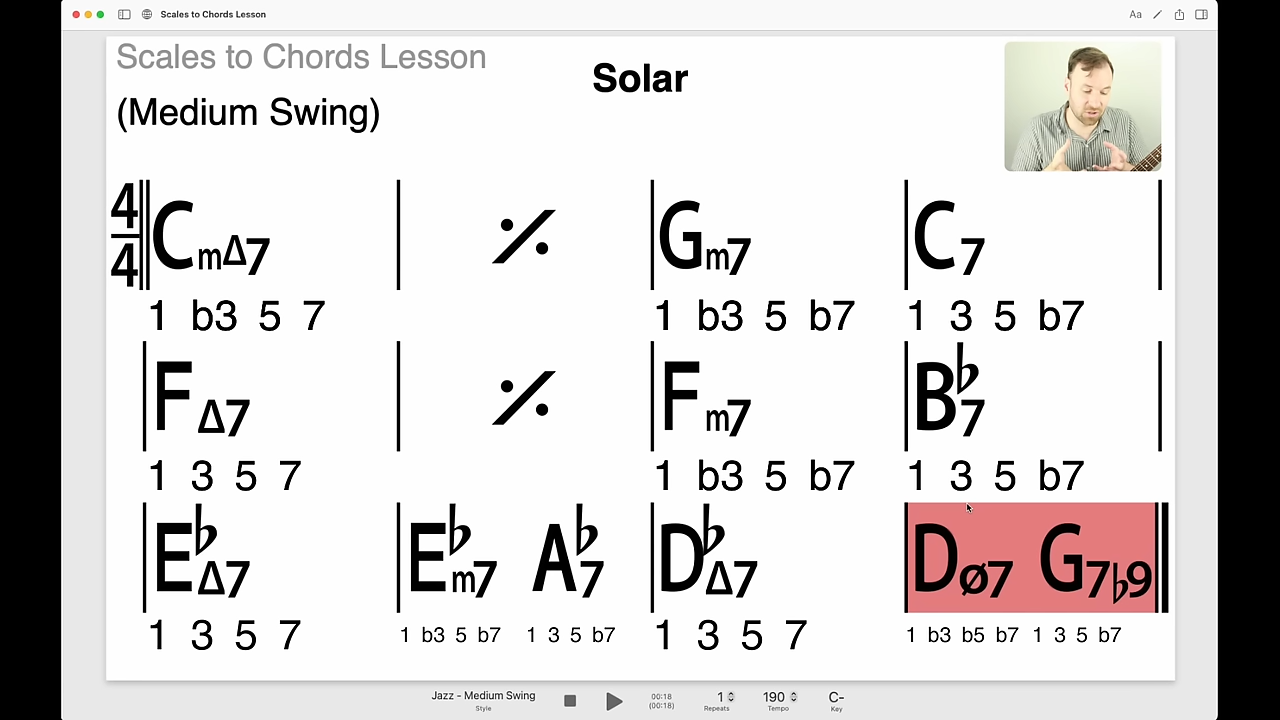 Scales to Chords Lesson
Aa
Scales to Chords Lesson
Solar
(Medium Swing)
4/4 CmΔ7 𝄎 Gm7 C7
1 b3 5 7 1 b3 5 b7 1 3 5 b7
FΔ7 𝄎 Fm7 B♭7
1 3 5 7 1 b3 5 b7 1 3 5 b7
E♭Δ7 E♭m7 A♭7 D♭Δ7 Dø7 G7♭9
1 3 5 7 1 b3 5 b7 1 3 5 b7 1 3 5 7 1 b3 b5 b7 1 3 5 b7
Jazz - Medium Swing 00:18 1 190 C-
Style (00:18) Repeats Tempo Key